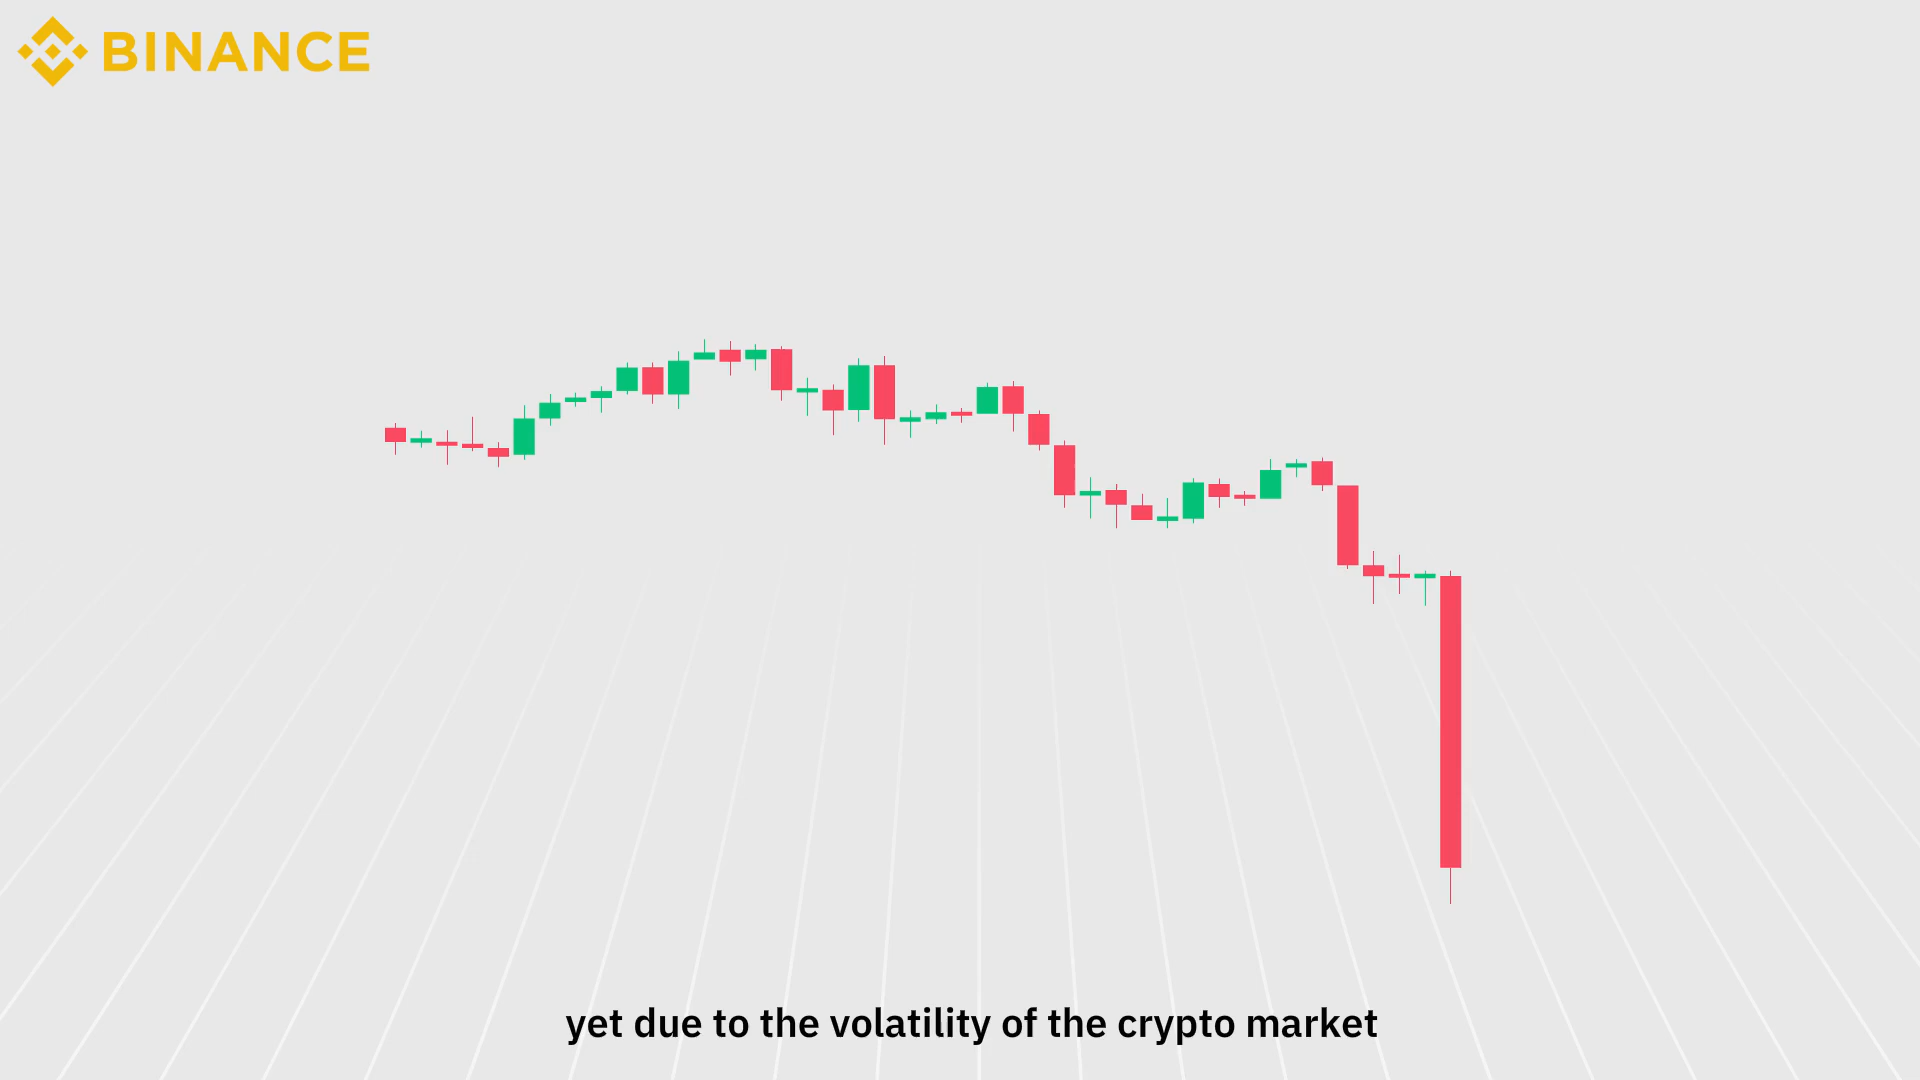 BINANCE
yet due to the volatility of the crypto market